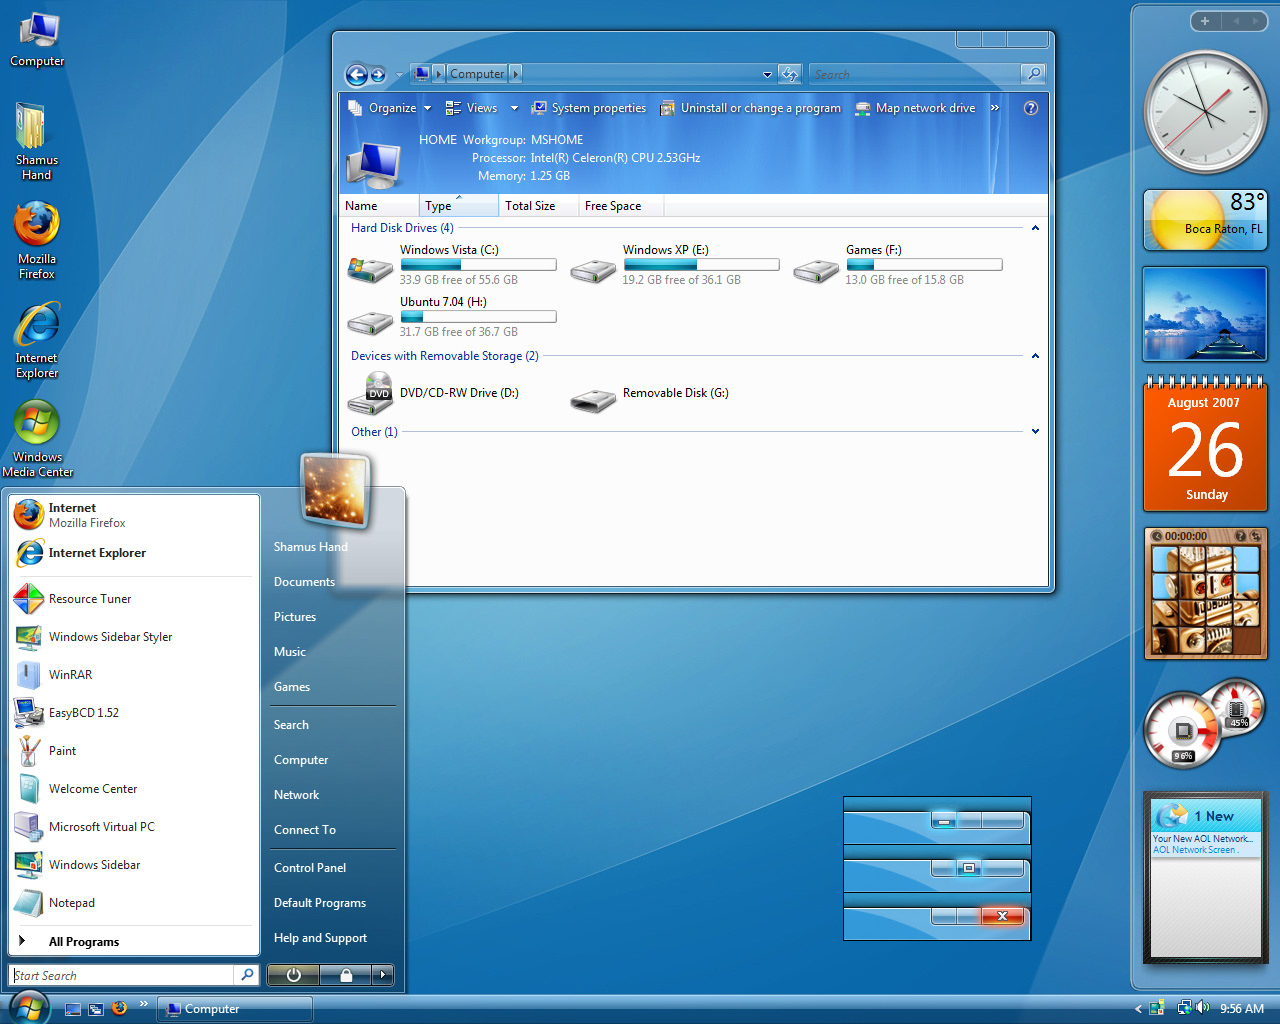 Computer
Shamus
Hand
Mozilla
Firefox
Internet
Explorer
Windows
Media Center
Computer
Search
Organize
Views
System properties
Uninstall or change a program
Map network drive
»
HOME Workgroup: MSHOME
Processor: Intel(R) Celeron(R) CPU 2.53GHz
Memory: 1.25 GB
Name
Type
Total Size
Free Space
Hard Disk Drives (4)
Windows Vista (C:)
33.9 GB free of 55.6 GB
Windows XP (E:)
19.2 GB free of 36.1 GB
Games (F:)
13.0 GB free of 15.8 GB
Ubuntu 7.04 (H:)
31.7 GB free of 36.7 GB
Devices with Removable Storage (2)
DVD
DVD/CD-RW Drive (D:)
Removable Disk (G:)
Other (1)
Internet
Mozilla Firefox
Internet Explorer
Resource Tuner
Windows Sidebar Styler
WinRAR
EasyBCD 1.52
Paint
Welcome Center
Microsoft Virtual PC
Windows Sidebar
Notepad
All Programs
Start Search
Shamus Hand
Documents
Pictures
Music
Games
Search
Computer
Network
Connect To
Control Panel
Default Programs
Help and Support
83°
Boca Raton, FL
August 2007
26
Sunday
00:00:00
45%
96%
1 New
Your New AOL Network...
AOL Network Screen .
»
Computer
9:56 AM